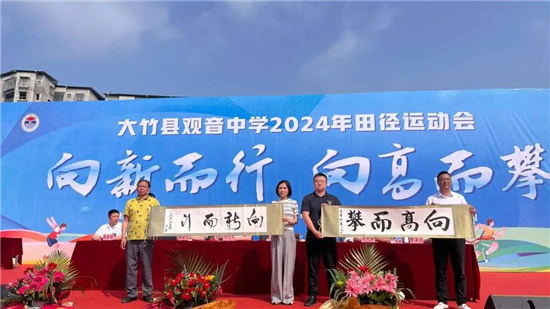 大竹县观音中学2024年田径运动会
向新而行 向高而攀
行而新向
攀而高向